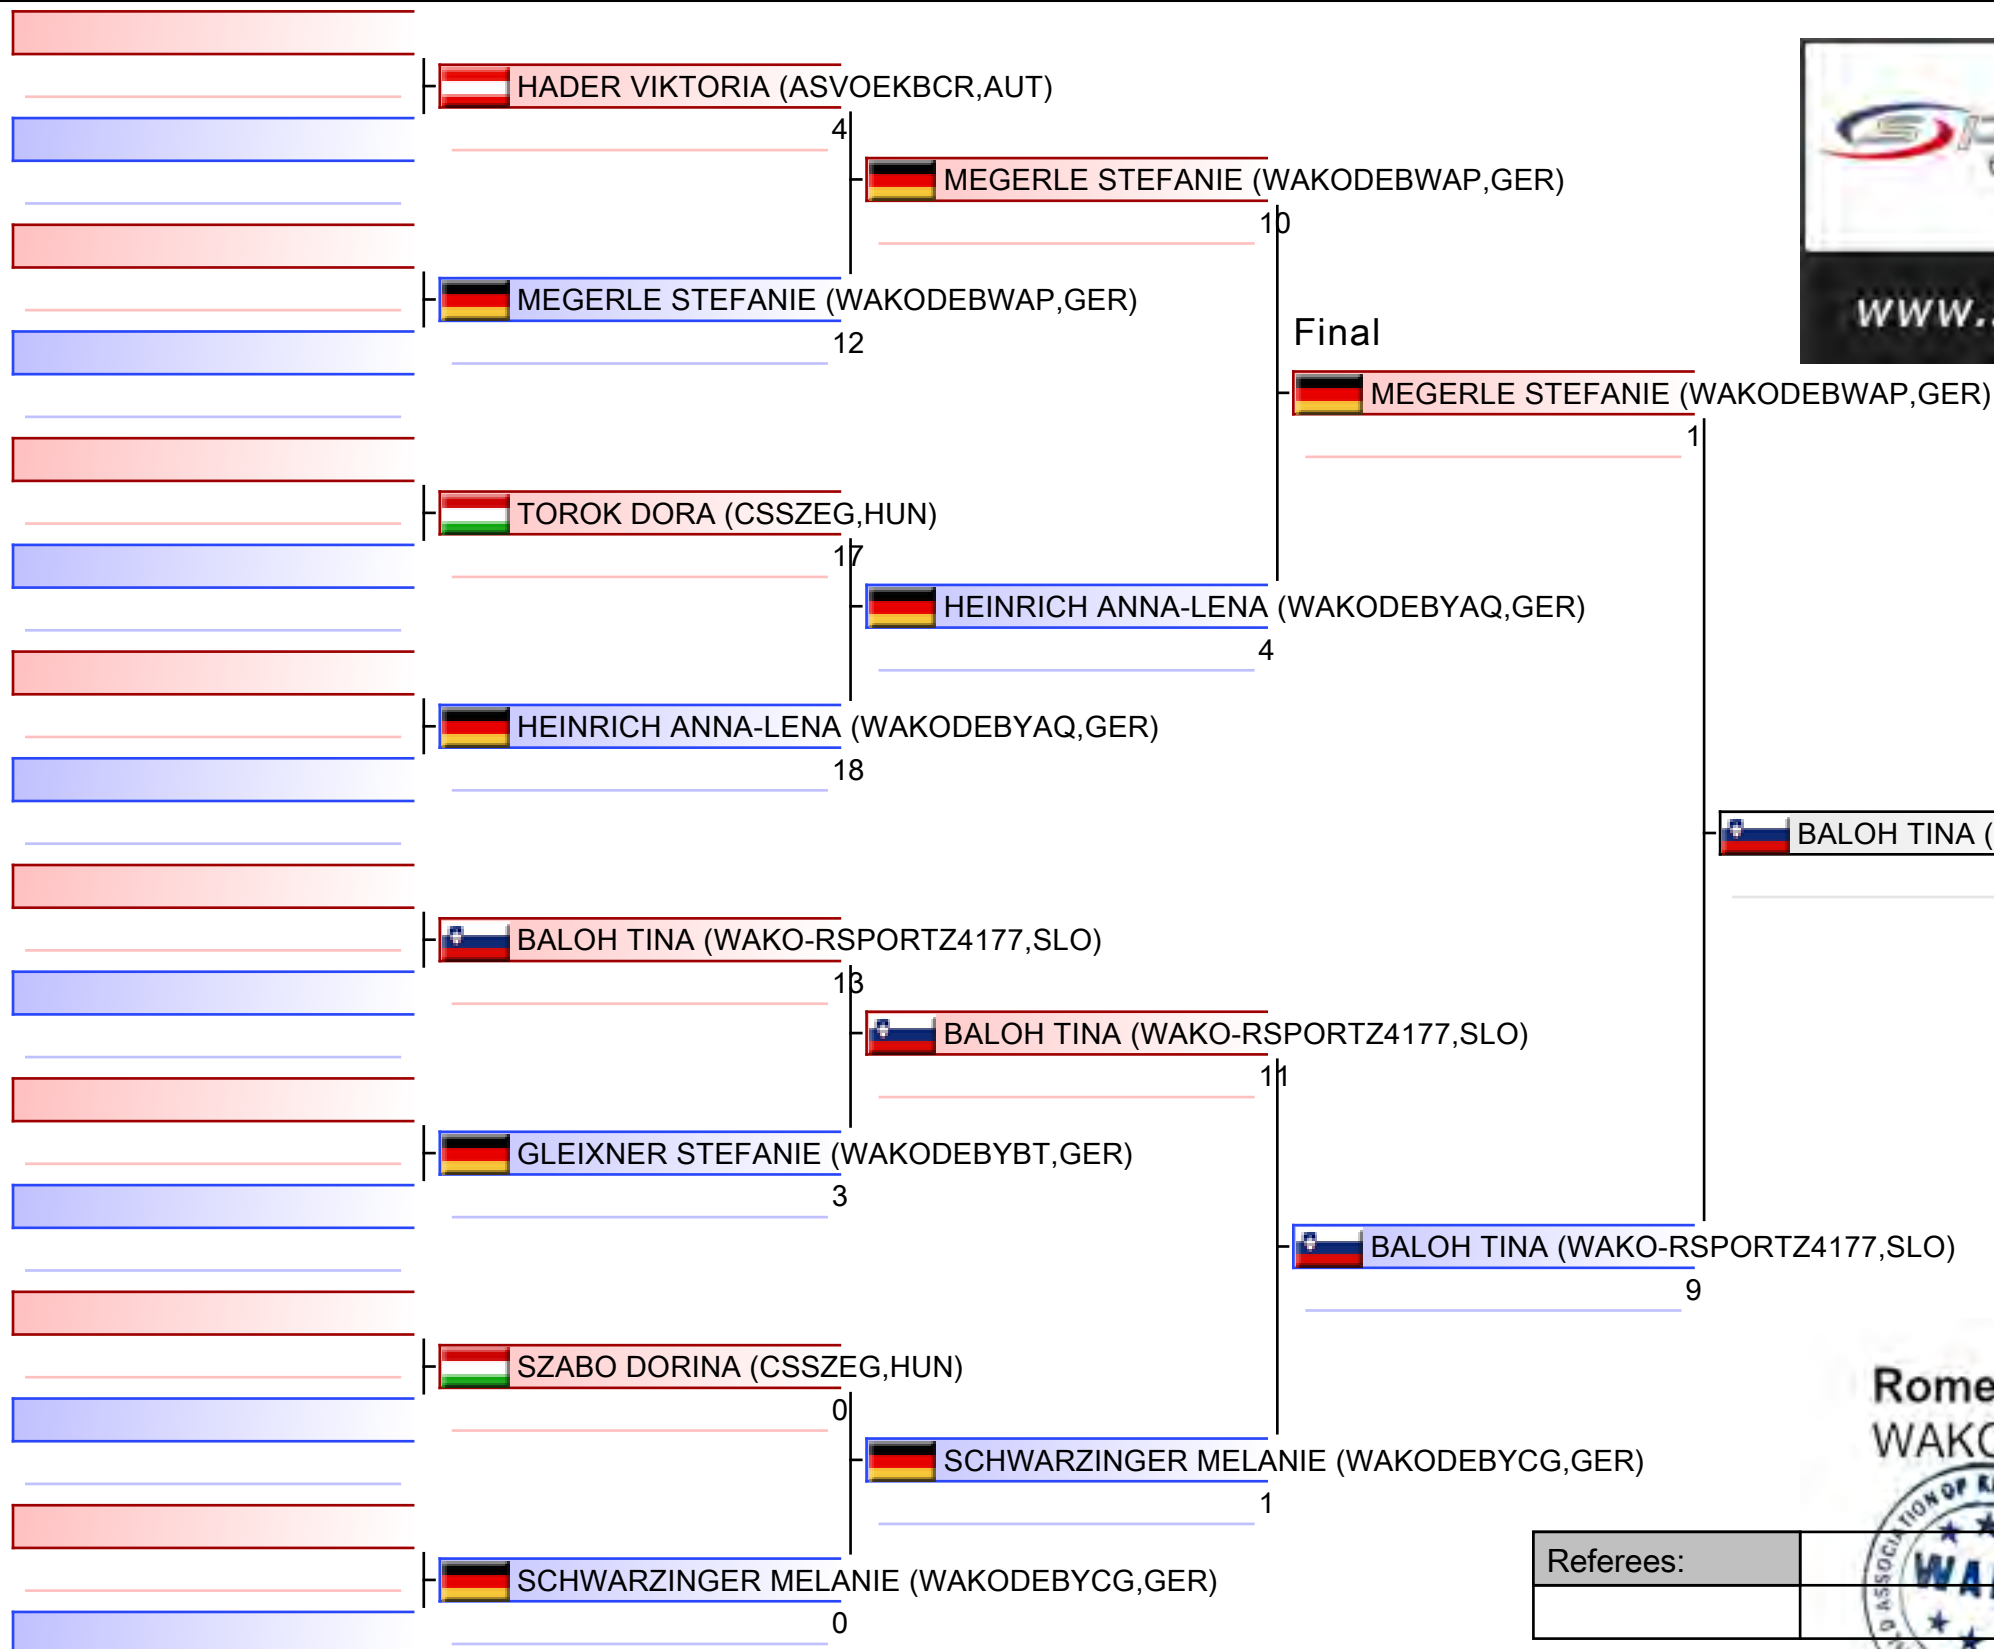 HADER VIKTORIA (ASVOEKBCR,AUT)
4
MEGERLE STEFANIE (WAKODEBWAP,GER)
10
MEGERLE STEFANIE (WAKODEBWAP,GER)
12
Final
www.
MEGERLE STEFANIE (WAKODEBWAP,GER)
1
TOROK DORA (CSSZEG,HUN)
17
HEINRICH ANNA-LENA (WAKODEBYAQ,GER)
4
HEINRICH ANNA-LENA (WAKODEBYAQ,GER)
18
BALOH TINA (
BALOH TINA (WAKO-RSPORTZ4177,SLO)
13
BALOH TINA (WAKO-RSPORTZ4177,SLO)
11
GLEIXNER STEFANIE (WAKODEBYBT,GER)
3
BALOH TINA (WAKO-RSPORTZ4177,SLO)
9
SZABO DORINA (CSSZEG,HUN)
0
Rome
WAKO
SCHWARZINGER MELANIE (WAKODEBYCG,GER)
1
Referees:
SCHWARZINGER MELANIE (WAKODEBYCG,GER)
0